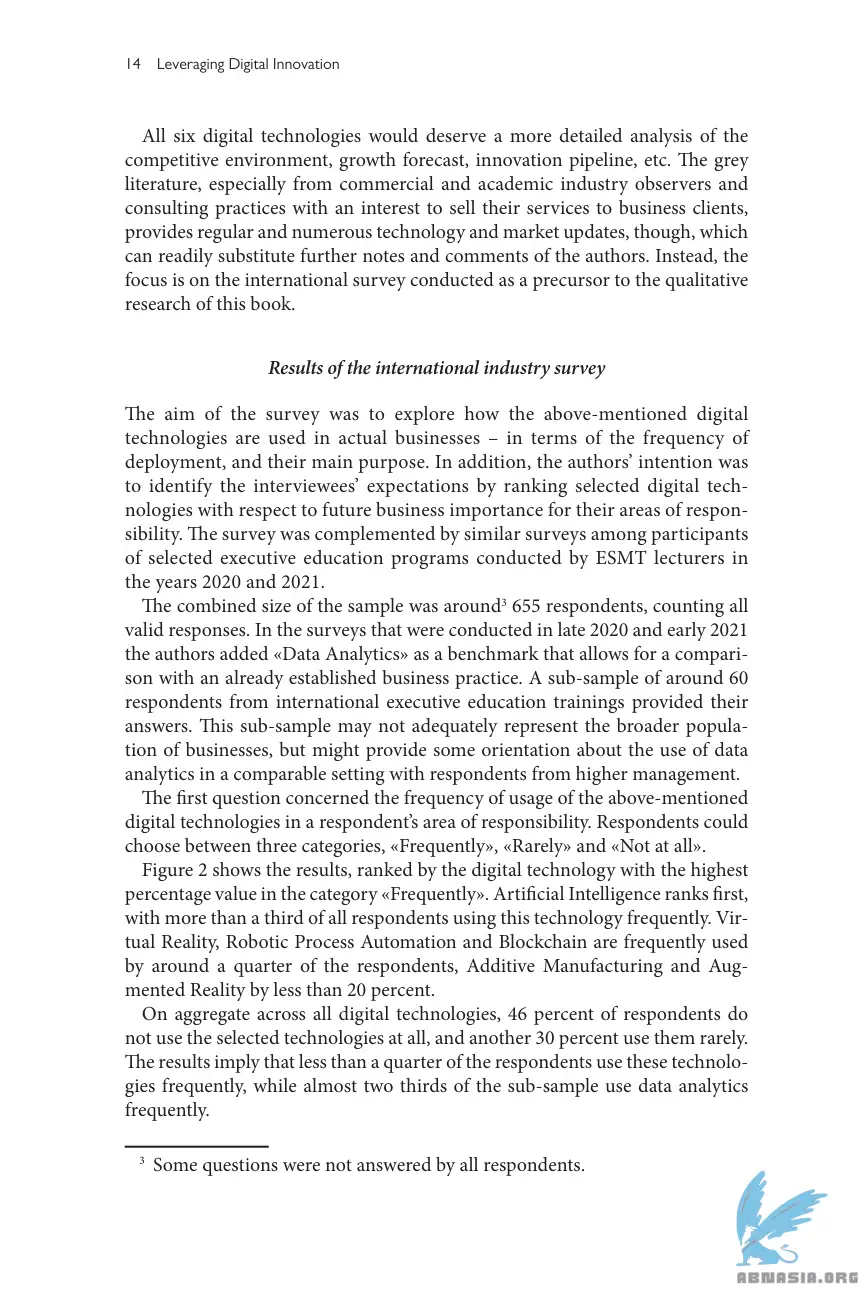 14 Leveraging Digital Innovation
All six digital technologies would deserve a more detailed analysis of the
competitive environment, growth forecast, innovation pipeline, etc. The grey
literature, especially from commercial and academic industry observers and
consulting practices with an interest to sell their services to business clients,
provides regular and numerous technology and market updates, though, which
can readily substitute further notes and comments of the authors. Instead, the
focus is on the international survey conducted as a precursor to the qualitative
research of this book.
Results of the international industry survey
The aim of the survey was to explore how the above-mentioned digital
technologies are used in actual businesses – in terms of the frequency of
deployment, and their main purpose. In addition, the authors’ intention was
to identify the interviewees’ expectations by ranking selected digital tech-
nologies with respect to future business importance for their areas of respon-
sibility. The survey was complemented by similar surveys among participants
of selected executive education programs conducted by ESMT lecturers in
the years 2020 and 2021.
The combined size of the sample was around³ 655 respondents, counting all
valid responses. In the surveys that were conducted in late 2020 and early 2021
the authors added «Data Analytics» as a benchmark that allows for a compari-
son with an already established business practice. A sub-sample of around 60
respondents from international executive education trainings provided their
answers. This sub-sample may not adequately represent the broader popula-
tion of businesses, but might provide some orientation about the use of data
analytics in a comparable setting with respondents from higher management.
The first question concerned the frequency of usage of the above-mentioned
digital technologies in a respondent’s area of responsibility. Respondents could
choose between three categories, «Frequently», «Rarely» and «Not at all».
Figure 2 shows the results, ranked by the digital technology with the highest
percentage value in the category «Frequently». Artificial Intelligence ranks first,
with more than a third of all respondents using this technology frequently. Vir-
tual Reality, Robotic Process Automation and Blockchain are frequently used
by around a quarter of the respondents, Additive Manufacturing and Aug-
mented Reality by less than 20 percent.
On aggregate across all digital technologies, 46 percent of respondents do
not use the selected technologies at all, and another 30 percent use them rarely.
The results imply that less than a quarter of the respondents use these technolo-
gies frequently, while almost two thirds of the sub-sample use data analytics
frequently.
³ Some questions were not answered by all respondents.
ABNASIA.ORG